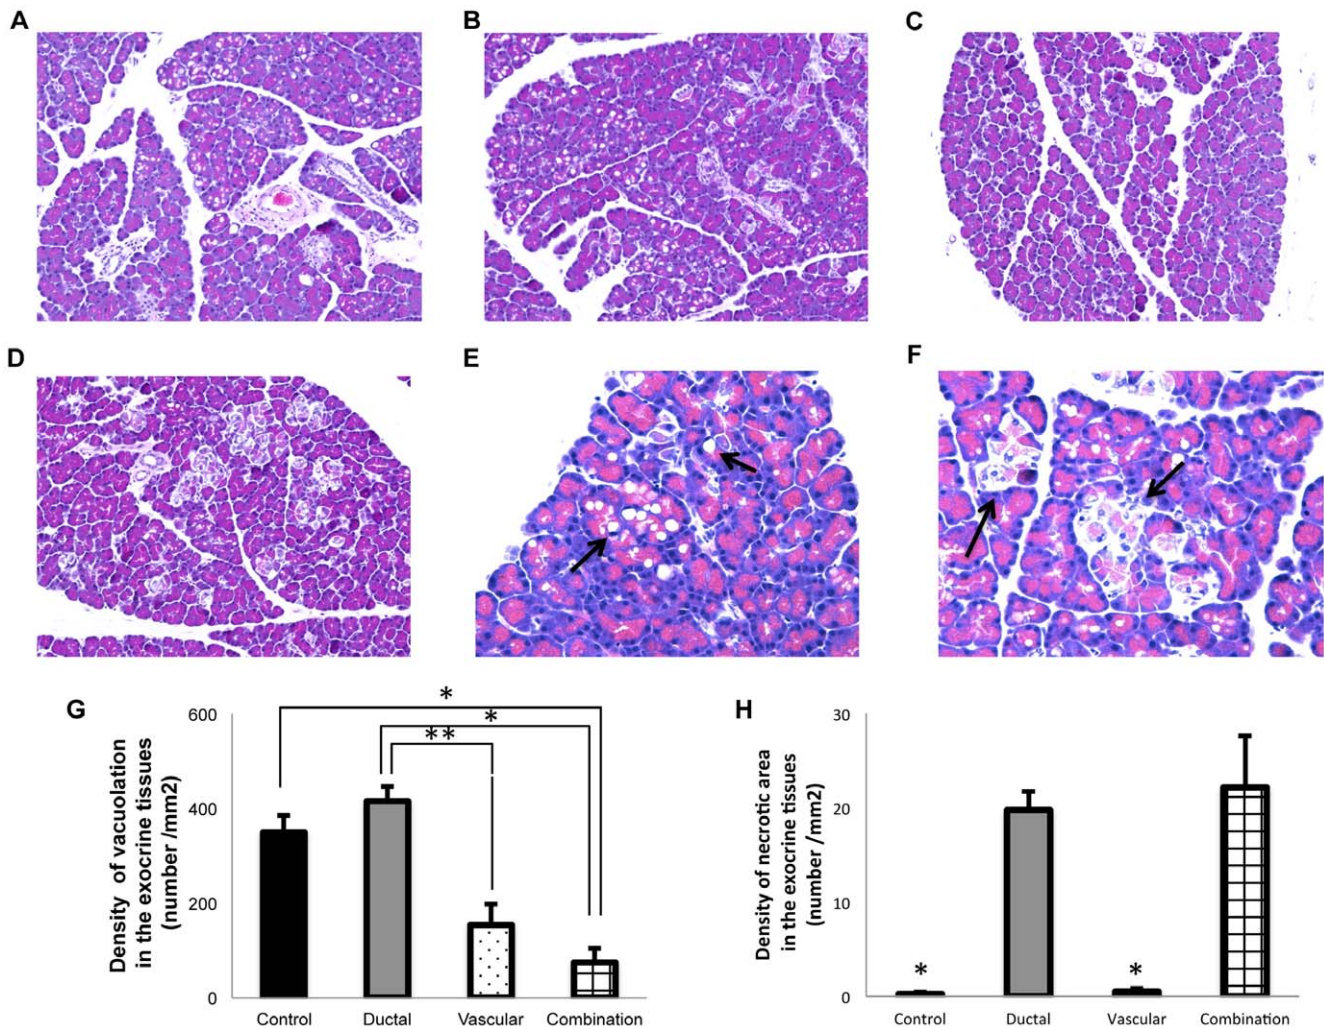 A
B
C
D
E
F
G
Density of vacuolation
in the exocrine tissues
(number /mm2)
600
400
200
0
*
*
**
Control
Ductal
Vascular
Combination
H
Density of necrotic area
in the exocrine tissues
(number /mm2)
30
20
10
0
*
*
Control
Ductal
Vascular
Combination